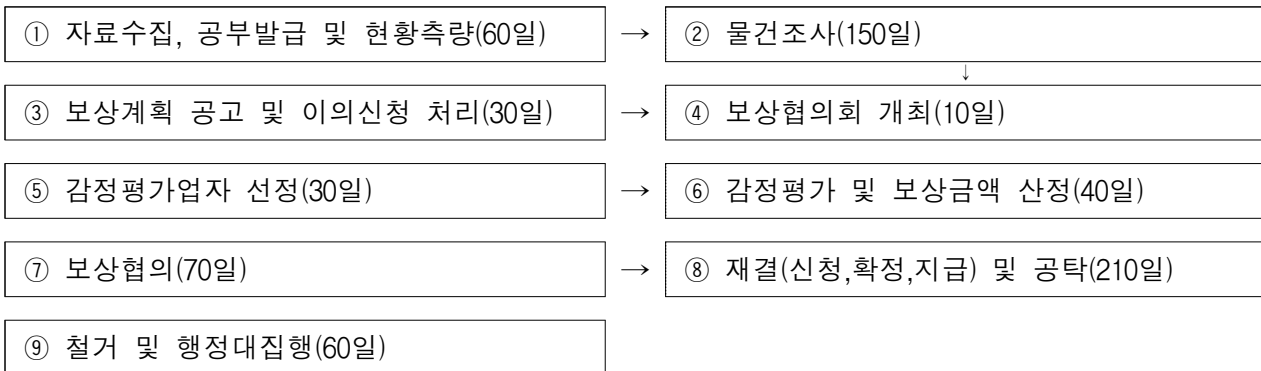 ① 자료수집, 공부발급 및 현황측량(60일) → ② 물건조사(150일)
↓
③ 보상계획 공고 및 이의신청 처리(30일) → ④ 보상협의회 개최(10일)
⑤ 감정평가업자 선정(30일) → ⑥ 감정평가 및 보상금액 산정(40일)
⑦ 보상협의(70일) → ⑧ 재결(신청,확정,지급) 및 공탁(210일)
⑨ 철거 및 행정대집행(60일)